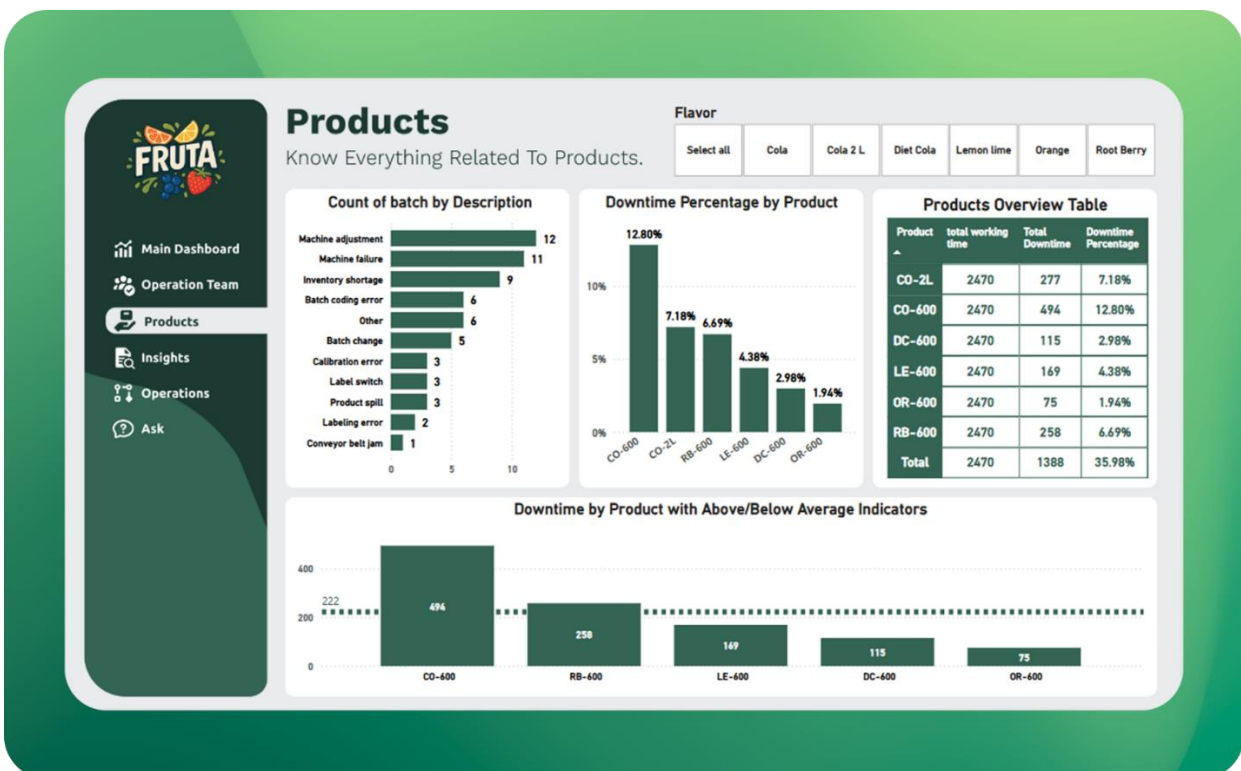 FRUTA
Main Dashboard
Operation Team
Products
Insights
Operations
Ask
Products
Know Everything Related To Products.
Flavor
Select all Cola Cola 2 L Diet Cola Lemon lime Orange Root Berry
Count of batch by Description
Machine adjustment 12
Machine failure 11
Inventory shortage 9
Batch coding error 6
Other 6
Batch change 5
Calibration error 3
Label switch 3
Product spill 3
Labeling error 2
Conveyor belt jam 1
0 5 10
Downtime Percentage by Product
12.80%
10%
7.18% 6.69%
5% 4.38%
2.98%
1.94%
0%
CO-600 CO-2L RB-600 LE-600 DC-600 OR-600
Products Overview Table
Product total working time Total Downtime Downtime Percentage
CO-2L 2470 277 7.18%
CO-600 2470 494 12.80%
DC-600 2470 115 2.98%
LE-600 2470 169 4.38%
OR-600 2470 75 1.94%
RB-600 2470 258 6.69%
Total 2470 1388 35.98%
Downtime by Product with Above/Below Average Indicators
400
222
200
0
494 258 169 115 75
CO-600 RB-600 LE-600 DC-600 OR-600